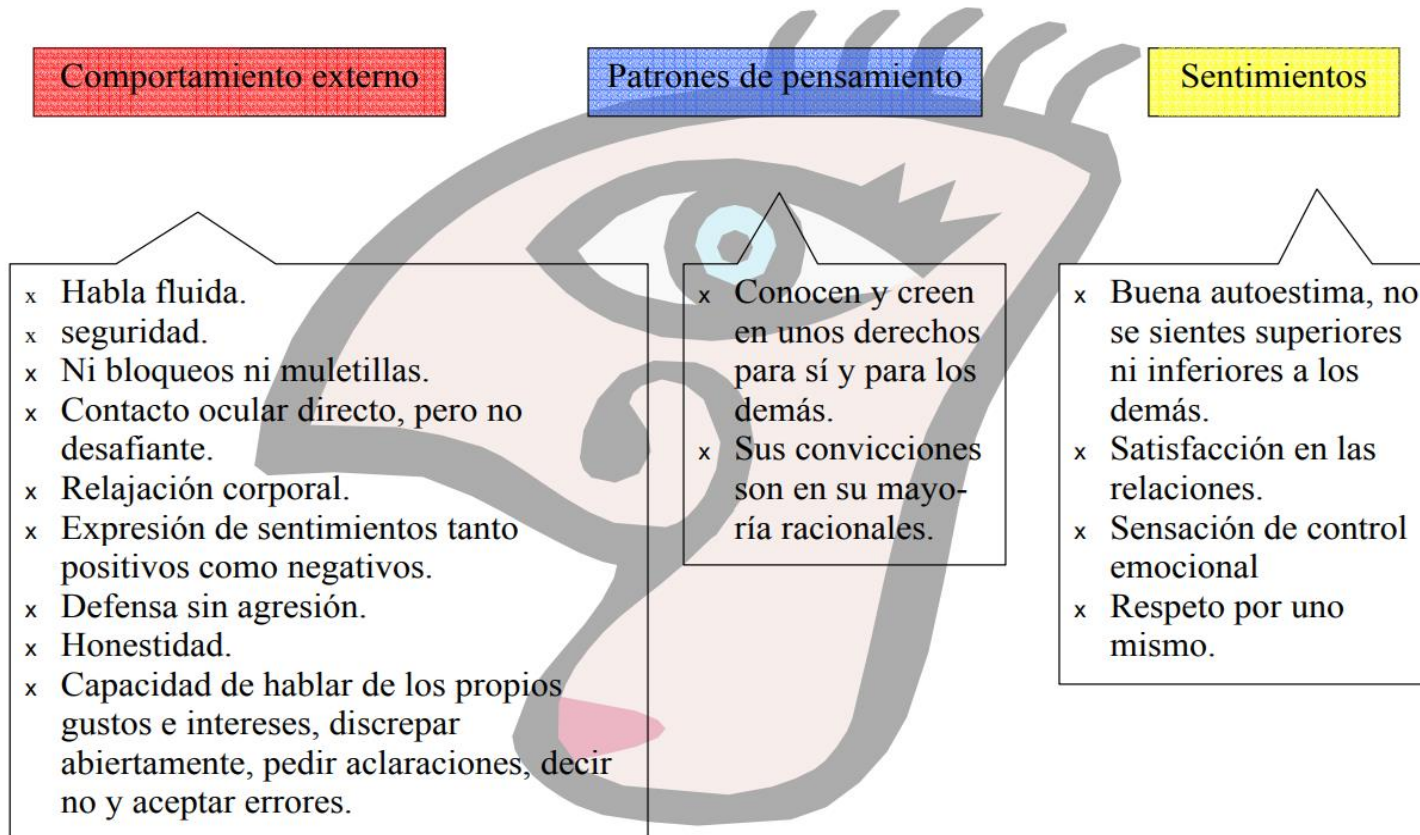 Comportamiento externo
Patrones de pensamiento
Sentimientos
x Habla fluida.
x seguridad.
x Ni bloqueos ni muletillas.
x Contacto ocular directo, pero no
desafiante.
x Relajación corporal.
x Expresión de sentimientos tanto
positivos como negativos.
x Defensa sin agresión.
x Honestidad.
x Capacidad de hablar de los propios
gustos e intereses, discrepar
abiertamente, pedir aclaraciones, decir
no y aceptar errores.
x Conocen y creen
en unos derechos
para sí y para los
demás.
x Sus convicciones
son en su mayo-
ría racionales.
x Buena autoestima, no
se sientes superiores
ni inferiores a los
demás.
x Satisfacción en las
relaciones.
x Sensación de control
emocional
x Respeto por uno
mismo.